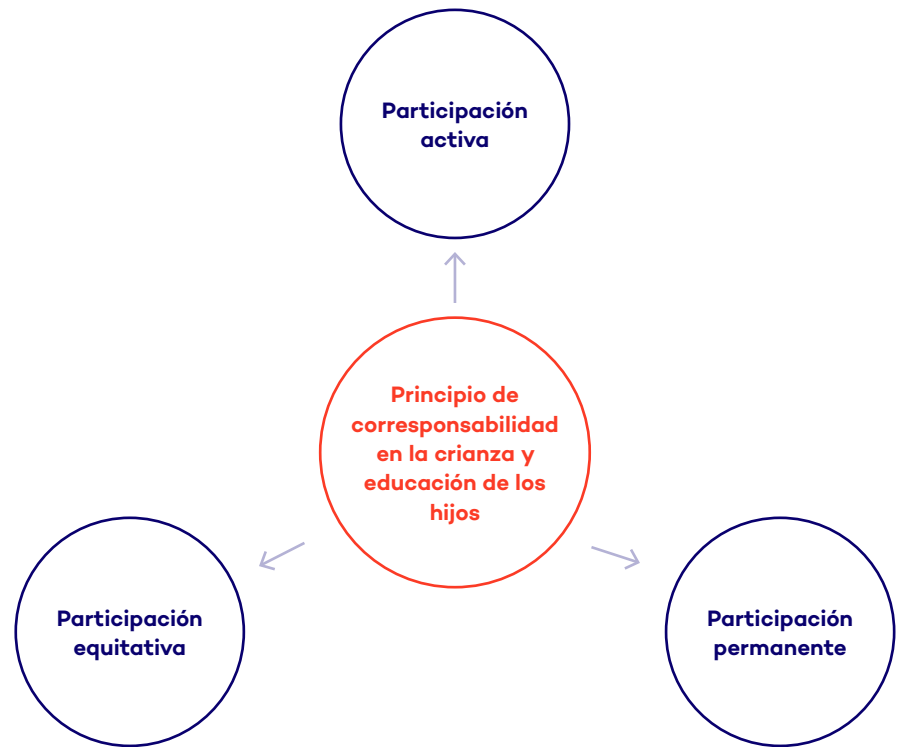 Participación
activa
Principio de
corresponsabilidad
en la crianza y
educación de los
hijos
Participación
equitativa
Participación
permanente